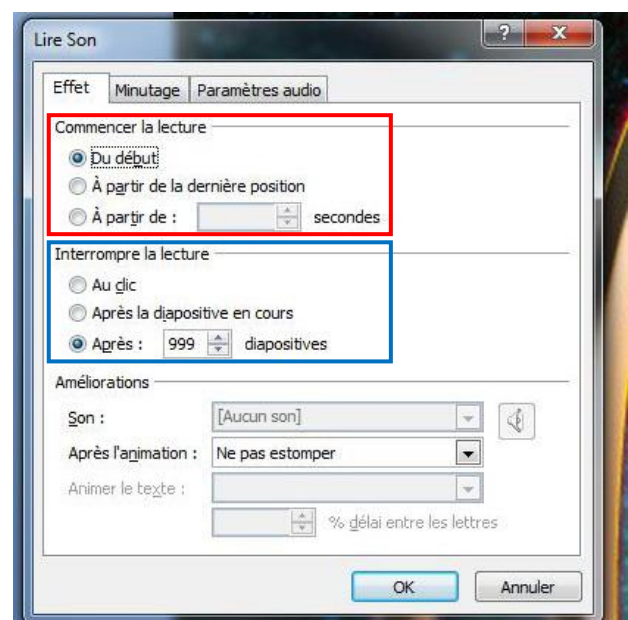 Lire Son
Effet Minutage Paramètres audio
Commencer la lecture
Du début
À partir de la dernière position
À partir de : secondes
Interrompre la lecture
Au clic
Après la diapositive en cours
Après : 999 diapositives
Améliorations
Son : [Aucun son]
Après l'animation : Ne pas estomper
Animer le texte :
% délai entre les lettres
OK Annuler